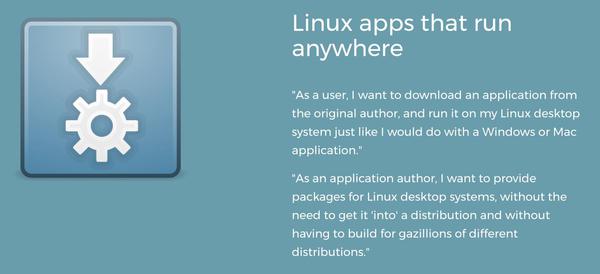 Linux apps that run
anywhere
"As a user, I want to download an application from
the original author, and run it on my Linux desktop
system just like I would do with a Windows or Mac
application."
"As an application author, I want to provide
packages for Linux desktop systems, without the
need to get it 'into' a distribution and without
having to build for gazillions of different
distributions."